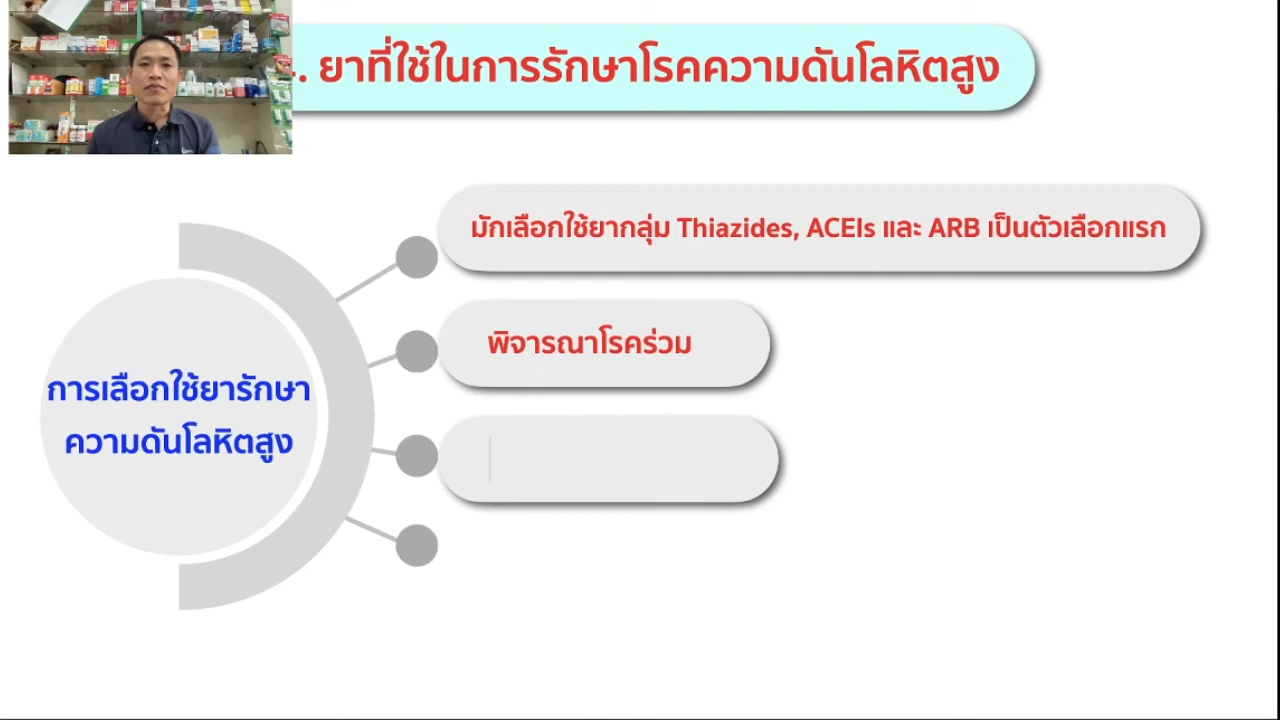 . ยาที่ใช้ในการรักษาโรคความดันโลหิตสูง
มักเลือกใช้ยากลุ่ม Thiazides, ACEIs และ ARB เป็นตัวเลือกแรก
พิจารณาโรคร่วม
การเลือกใช้ยารักษา
ความดันโลหิตสูง